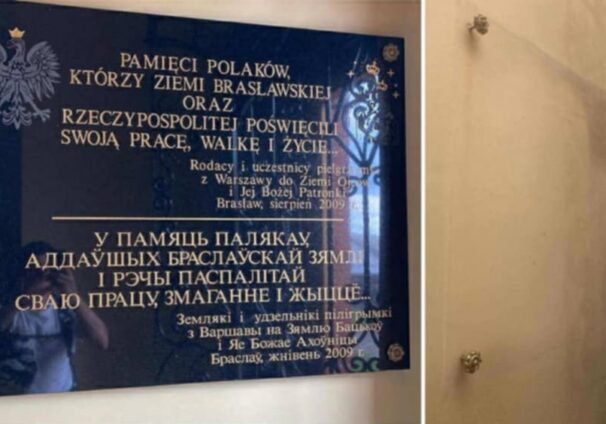 PAMIĘCI POLAKÓW,
KTÓRZY ZIEMI BRASŁAWSKIEJ
ORAZ
RZECZYPOSPOLITEJ POŚWIĘCILI
SWOJĄ PRACĘ, WALKĘ I ŻYCIE...
Rodacy i uczestnicy
z Warszawy do Ziemi
i Jej Bożej Patronki
Brasław, sierpień 2009 r.
У ПАМЯЦЬ ПАЛЯКАЎ,
АДДАЎШЫХ БРАСЛАЎСКАЙ ЗЯМЛІ
І РЭЧЫ ПАСПАЛІТАЙ
СВАЮ ПРАЦУ, ЗМАГАННЕ І ЖЫЦЦЁ...
Землякі і удзельнікі пілігрымкі
з Варшавы на Зямлю Бацькоў
і Яе Божае Ахоўніцы
Браслаў, жнівень 2009 г.